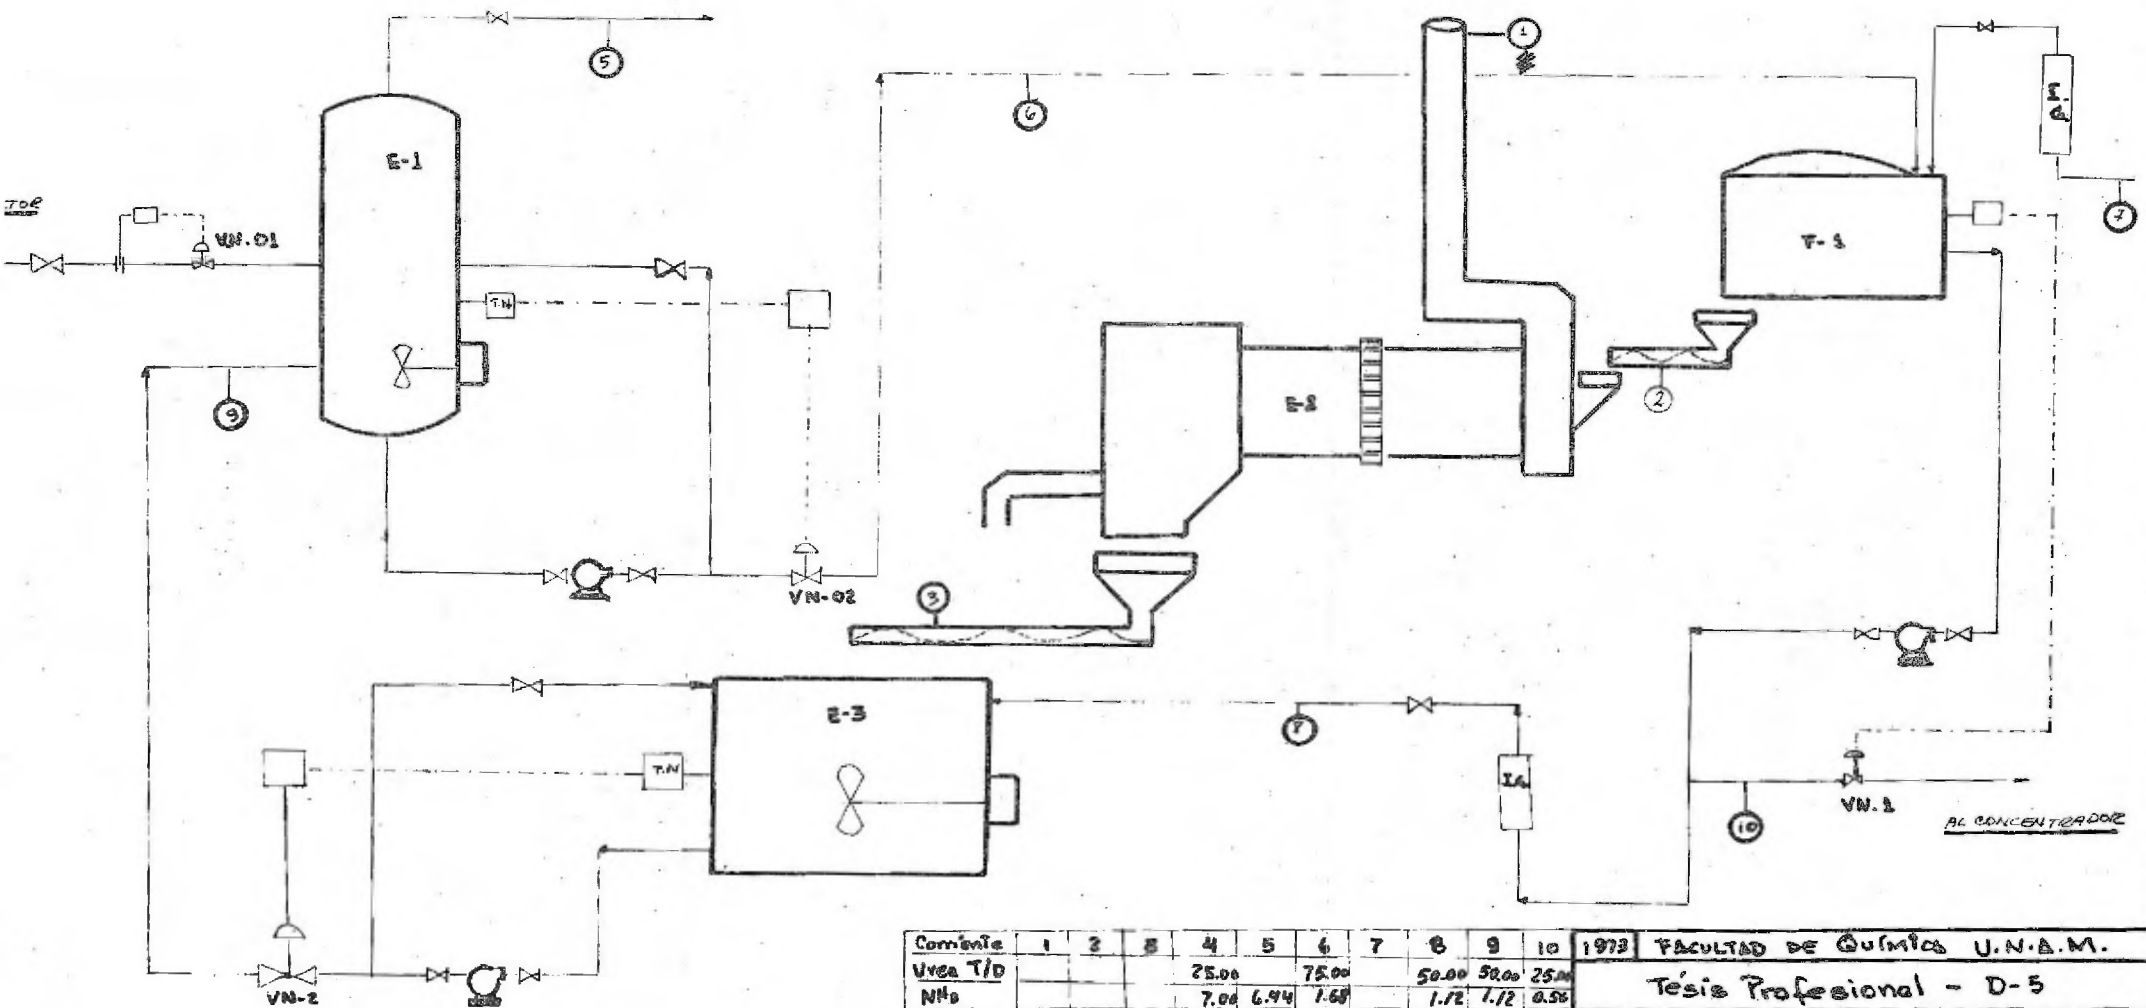 5
1
6
E-1
7
VN-01
T.N
9
2
VN-02
3
E-3
T.N
8
10
VN-1
AL CONCENTRADOR
VN-2
Corriente 1 2 3 4 5 6 7 8 9 10
Urea T/D 25.00 75.00 50.00 50.00 25.00
7.00 6.94 1.68 1.12 1.12 0.56
1973 FACULTAD DE QUÍMICA U.N.A.M.
Tésis Profesional - D-5